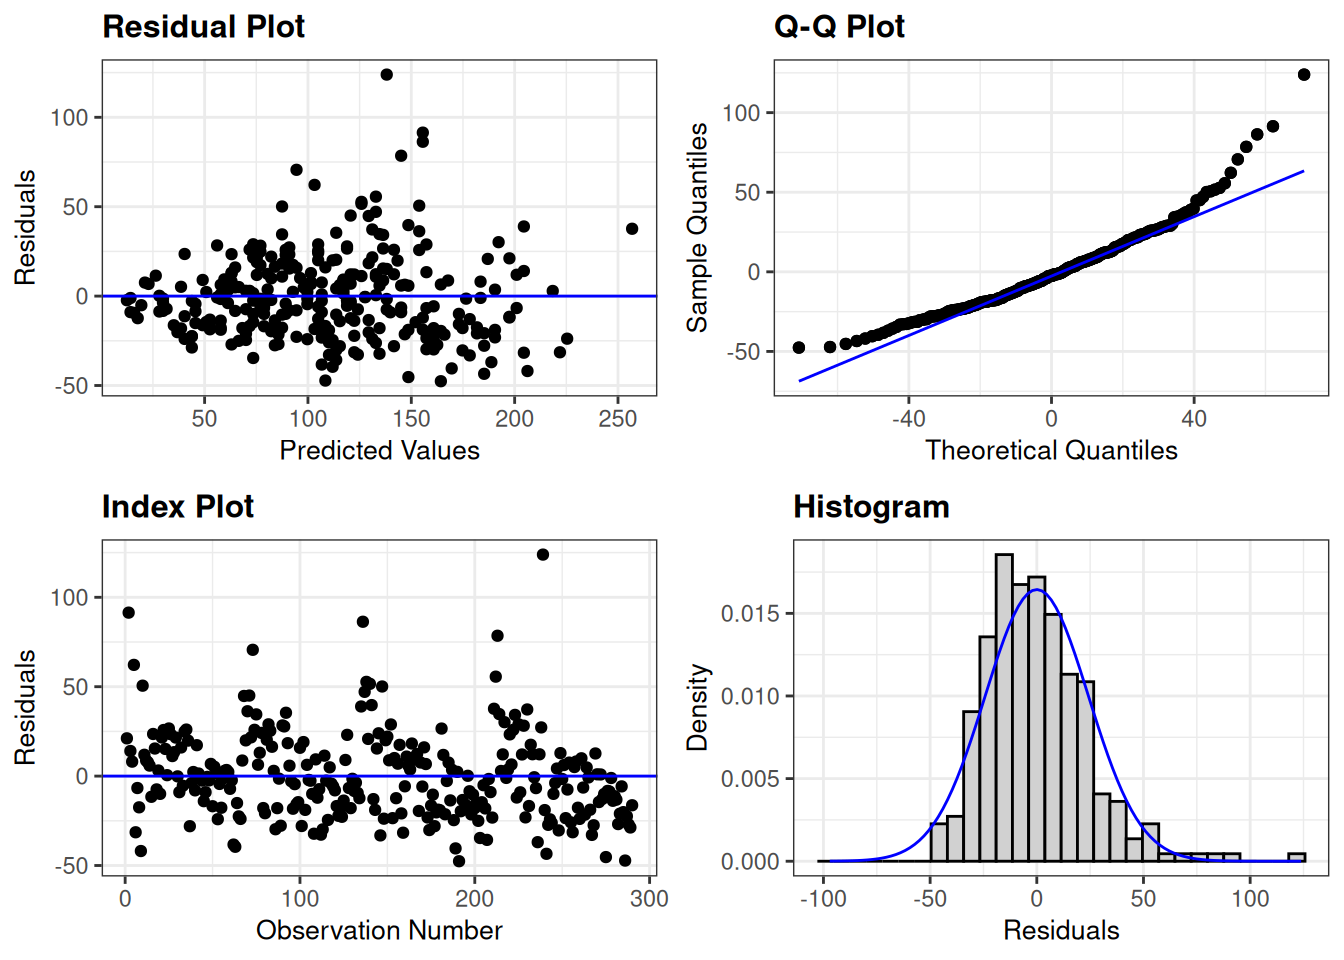 Residual Plot
100
50
0
-50
Residuals
50
100
150
200
250
Predicted Values
Q-Q Plot
100
50
0
-50
Sample Quantiles
-40
0
40
Theoretical Quantiles
Index Plot
100
50
0
-50
Residuals
0
100
200
300
Observation Number
Histogram
0.015
0.010
0.005
0.000
Density
-100
-50
0
50
100
Residuals